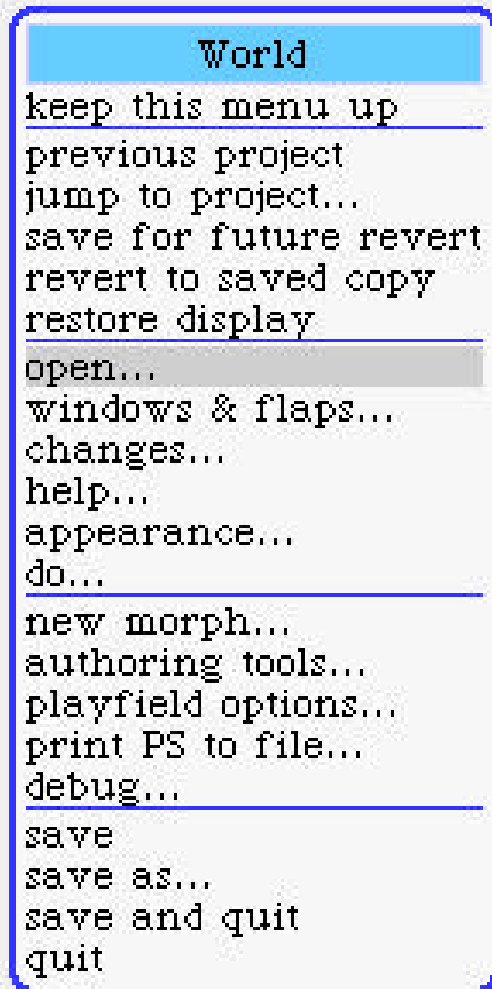 World
keep this menu up
previous project
jump to project...
save for future revert
revert to saved copy
restore display
open...
windows & flaps...
changes...
help...
appearance...
do...
new morph...
authoring tools...
playfield options...
print PS to file...
debug...
save
save as...
save and quit
quit